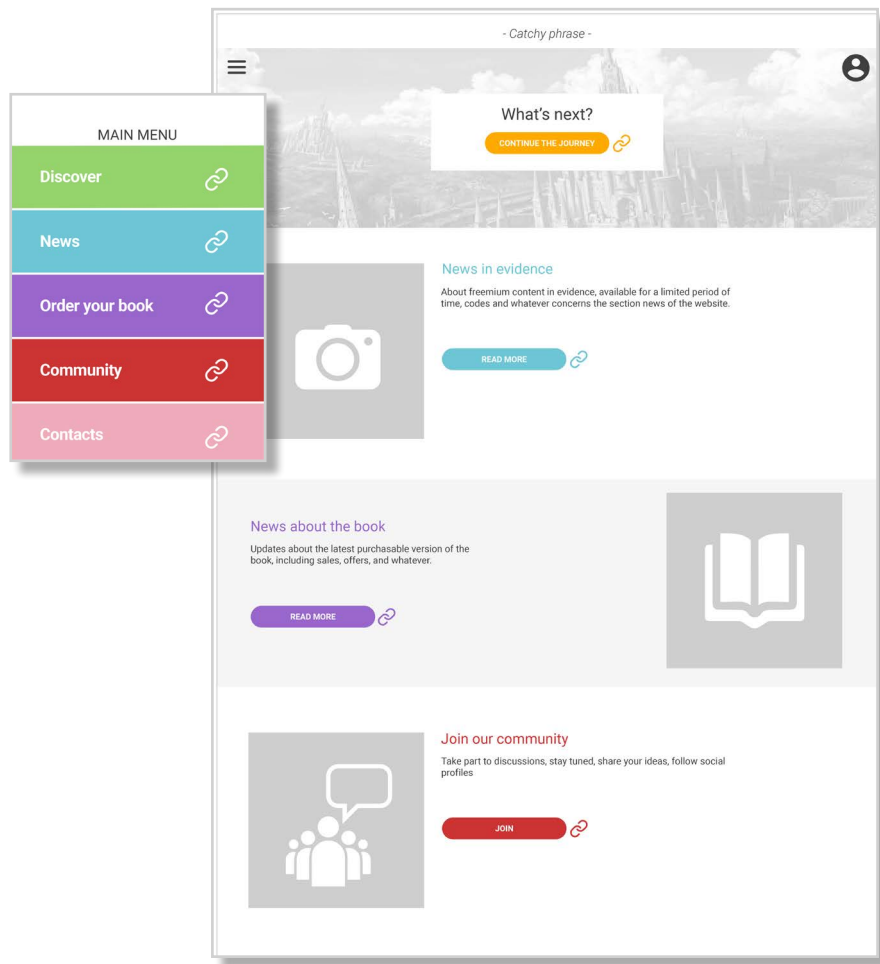 - Catchy phrase -
What's next?
CONTINUE THE JOURNEY
MAIN MENU
Discover
News
Order your book
Community
Contacts
News in evidence
About freemium content in evidence, available for a limited period of
time, codes and whatever concerns the section news of the website.
READ MORE
News about the book
Updates about the latest purchasable version of the
book, including sales, offers, and whatever.
READ MORE
Join our community
Take part to discussions, stay tuned, share your ideas, follow social
profiles
JOIN